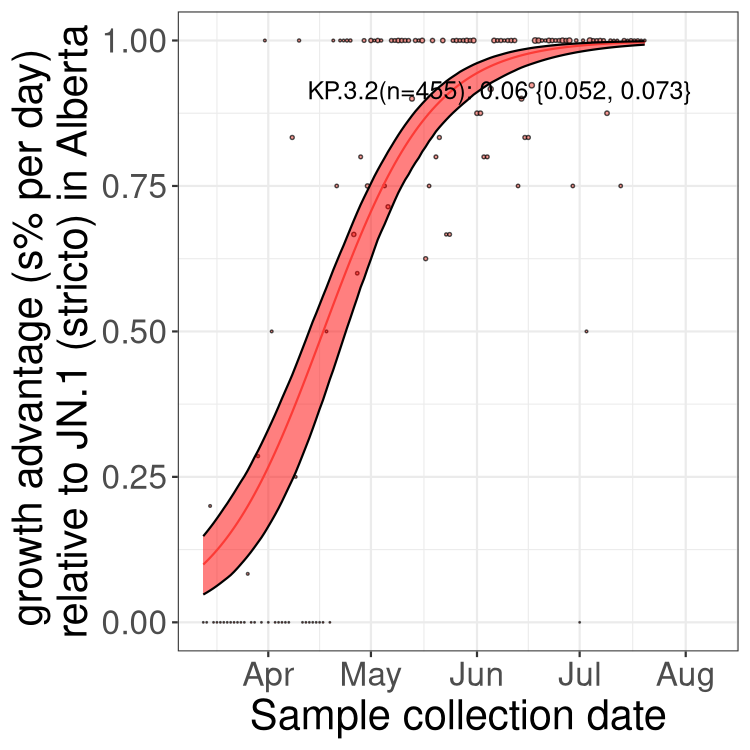 growth advantage (s% per day)
relative to JN.1 (stricto) in Alberta
1.00
0.75
0.50
0.25
0.00
KP.3.2(n=455): 0.06 {0.052, 0.073}
Apr May Jun Jul Aug
Sample collection date